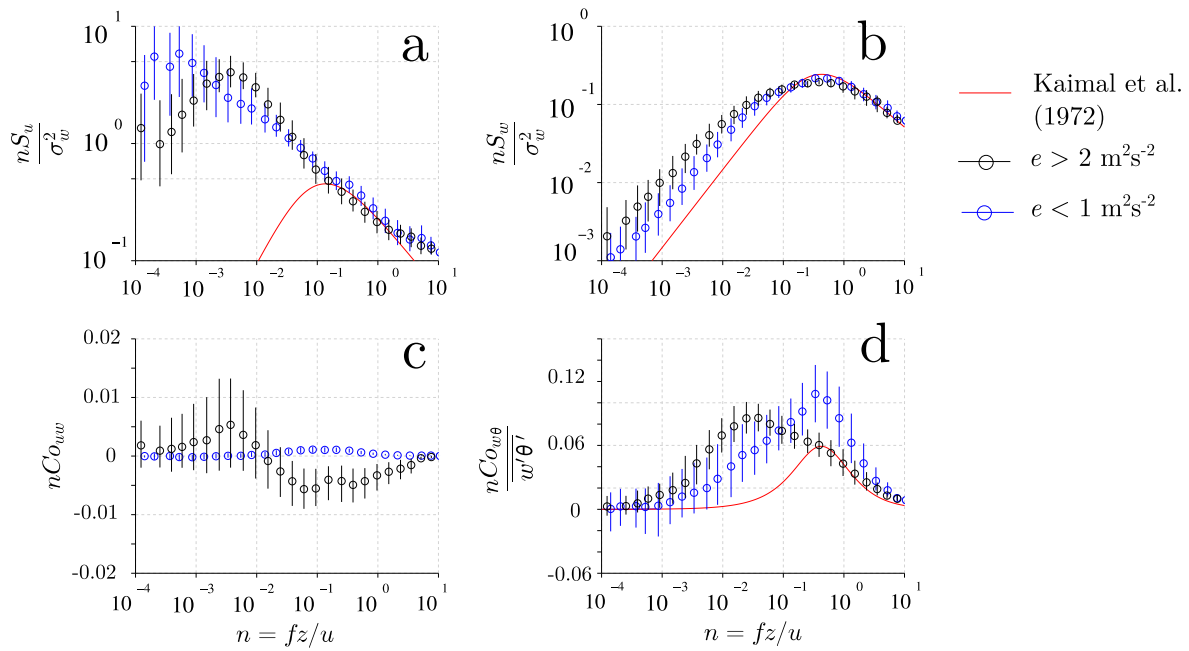 10^1
10^0
10^-1
nS_u
σ_w^2
a
10^-4 10^-3 10^-2 10^-1 10^0 10^1
10^0
10^-1
10^-2
10^-3
nS_w
σ_w^2
b
10^-4 10^-3 10^-2 10^-1 10^0 10^1
Kaimal et al.
(1972)
e > 2 m²s⁻²
e < 1 m²s⁻²
0.02
0.01
0
-0.01
-0.02
nCo_uw
c
10^-4 10^-3 10^-2 10^-1 10^0 10^1
n = fz/u
0.12
0.06
0
-0.06
nCo_wθ
w'θ'
d
10^-4 10^-3 10^-2 10^-1 10^0 10^1
n = fz/u